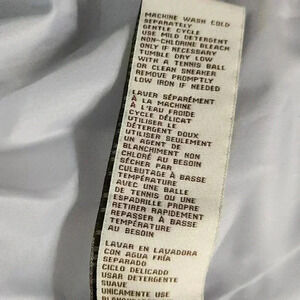 MACHINE WASH COLD
SEPARATELY
GENTLE CYCLE
USE MILD DETERGENT
NON-CHLORINE BLEACH
ONLY IF NECESSARY
TUMBLE DRY LOW
WITH A TENNIS BALL
OR CLEAN SNEAKER
REMOVE PROMPTLY
LOW IRON IF NEEDED
LAVER SÉPARÉMENT
À LA MACHINE
À L'EAU FROIDE
CYCLE DÉLICAT
UTILISER LE
DÉTERGENT DOUX
UTILISER SEULEMENT
UN AGENT DE
BLANCHIMENT NON
CHLORÉ AU BESOIN
SÉCHER PAR
CULBUTAGE À BASSE
TEMPÉRATURE
AVEC UNE BALLE
DE TENIS OU UNE
ESPADRILLE PROPRE
RETIRER RAPIDEMENT
REPASSER À BASSE
TEMPÉRATURE
AU BESOIN
LAVAR EN LAVADORA
CON AGUA FRÍA
SEPARADO
CICLO DELICADO
USAR DETERGENTE
SUAVE
UNICAMENTE USE